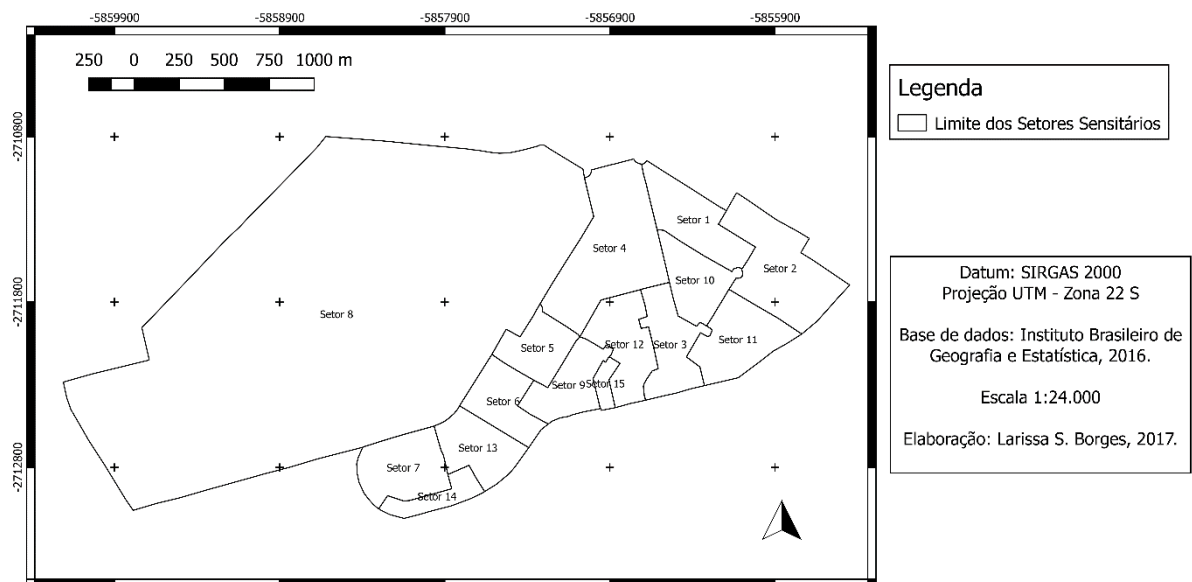 -5859900 -5858900 -5857900 -5856900 -5855900
250 0 250 500 750 1000 m
-2710800
-2711800
-2712800
Setor 1
Setor 4
Setor 2
Setor 10
Setor 8
Setor 11
Setor 12
Setor 3
Setor 5
Setor 9
Setor 15
Setor 6
Setor 13
Setor 7
Setor 14
Legenda
Limite dos Setores Sensitários
Datum: SIRGAS 2000
Projeção UTM - Zona 22 S
Base de dados: Instituto Brasileiro de
Geografia e Estatística, 2016.
Escala 1:24.000
Elaboração: Larissa S. Borges, 2017.